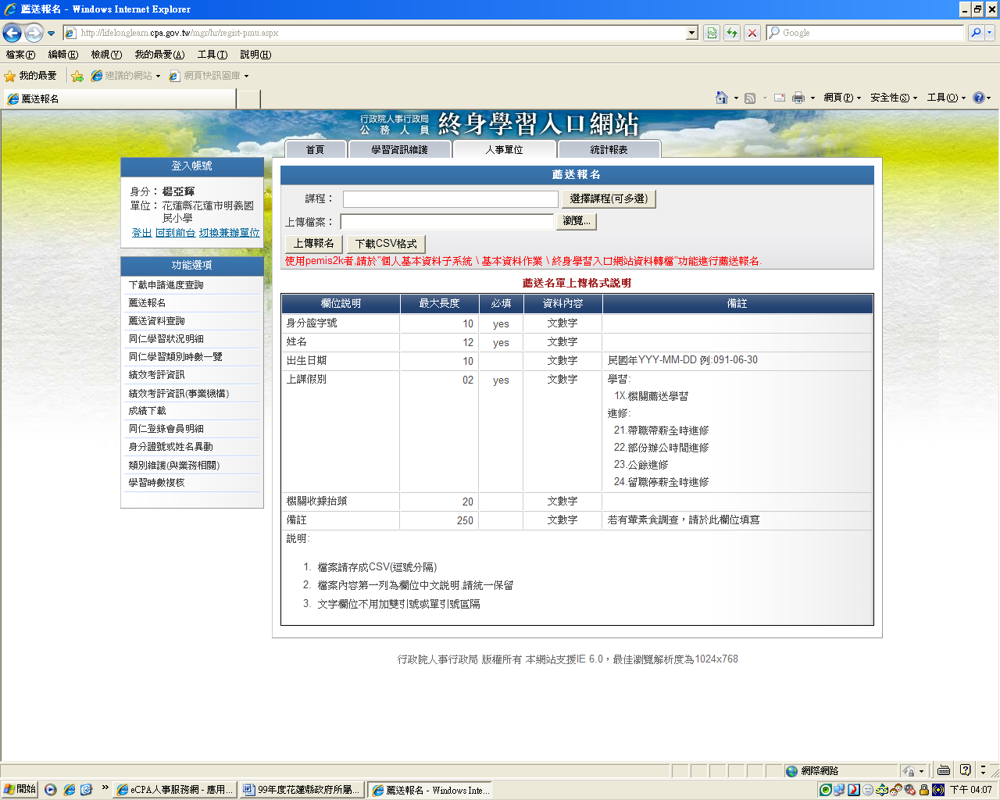 薦送報名 - Windows Internet Explorer
http://lifelonglearn.cpa.gov.tw/mgr/hr/regist-pmu.aspx
Google
檔案(F) 編輯(E) 檢視(V) 我的最愛(A) 工具(T) 說明(H)
我的最愛 建議的網站 網頁快訊圖庫
薦送報名
網頁(P) 安全性(S) 工具(O)
行政院人事行政局
公務人員
終身學習入口網站
首頁 學習資訊維護 人事單位 統計報表
登入帳號
身分：楊亞輝
單位：花蓮縣花蓮市明義國
民小學
登出 回到前台 切換兼辦單位
功能選項
下載申請進度查詢
薦送報名
薦送資料查詢
同仁學習狀況明細
同仁學習類別時數一覽
績效考評資訊
績效考評資訊(事業機構)
成績下載
同仁登錄會員明細
身分證號或姓名異動
類別維護(與業務相關)
學習時數複核
薦送報名
課程： 選擇課程(可多選)
上傳檔案： 瀏覽...
上傳報名 下載CSV格式
使用pemis2k者,請於"個人基本資料子系統 \ 基本資料作業 \ 終身學習入口網站資料轉檔"功能進行薦送報名.
薦送名單上傳格式說明
欄位說明 最大長度 必填 資料內容 備註
身分證字號 10 yes 文數字
姓名 12 yes 文數字
出生日期 10 文數字 民國年YYY-MM-DD 例:091-06-30
上課假別 02 yes 文數字 學習:
1X.機關薦送學習
進修:
21.帶職帶薪全時進修
22.部份辦公時間進修
23.公餘進修
24.留職停薪全時進修
機關收據抬頭 20 文數字
備註 250 文數字 若有葷素食調查，請於此欄位填寫
說明:
1. 檔案請存成CSV(逗號分隔)
2. 檔案內容第一列為欄位中文說明,請統一保留
3. 文字欄位不用加雙引號或單引號區隔
行政院人事行政局 版權所有 本網站支援IE 6.0，最佳瀏覽解析度為1024x768
網際網路
開始 eCPA人事服務網 - 應用... 99年度花蓮縣政府所屬... 薦送報名 - Windows Inte... 下午 04:07